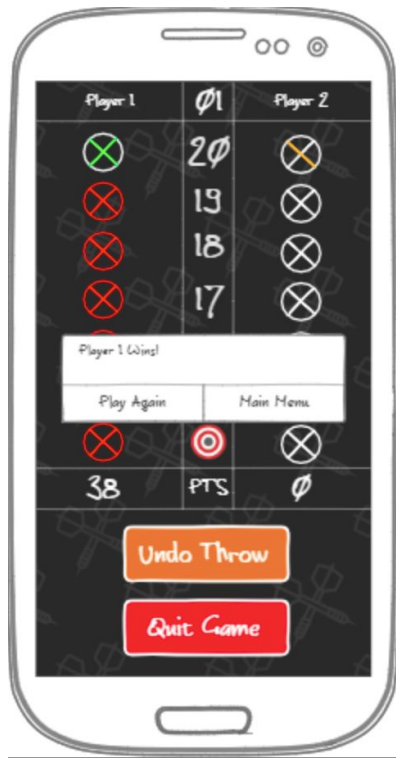 Player 1 Ø1 Player 2
2Ø
19
18
17
Player 1 Wins!
Play Again Main Menu
38 PTS Ø
Undo Throw
Quit Game